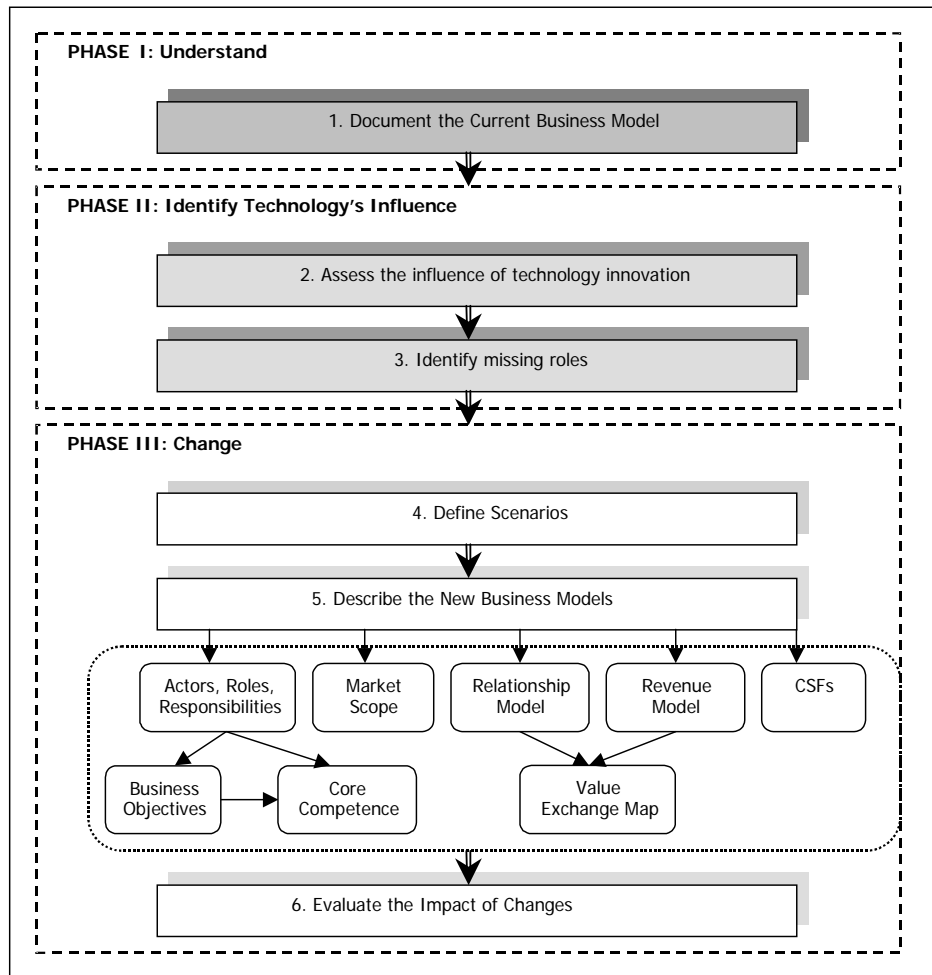 PHASE I: Understand
1. Document the Current Business Model
PHASE II: Identify Technology's Influence
2. Assess the influence of technology innovation
3. Identify missing roles
PHASE III: Change
4. Define Scenarios
5. Describe the New Business Models
Actors, Roles,
Responsibilities
Market
Scope
Relationship
Model
Revenue
Model
CSFs
Business
Objectives
Core
Competence
Value
Exchange Map
6. Evaluate the Impact of Changes